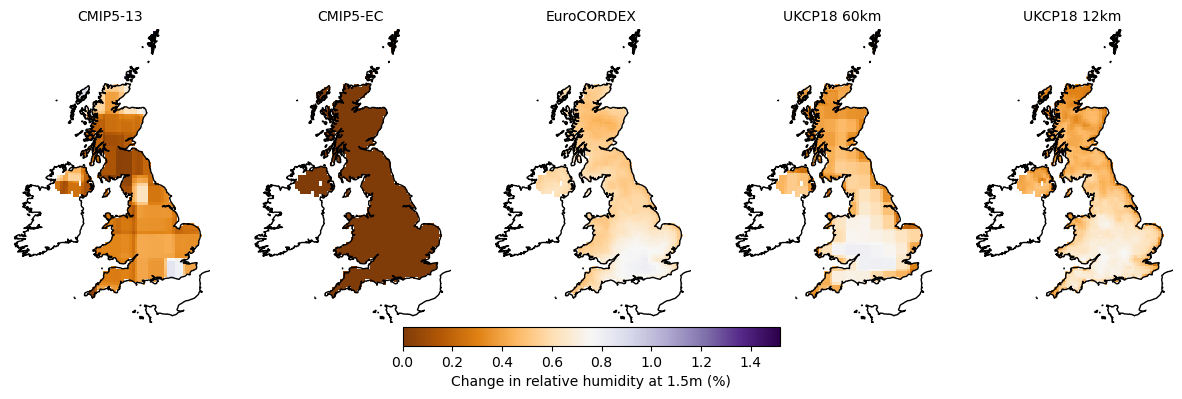 CMIP5-13 CMIP5-EC EuroCORDEX UKCP18 60km UKCP18 12km
0.0 0.2 0.4 0.6 0.8 1.0 1.2 1.4
Change in relative humidity at 1.5m (%)